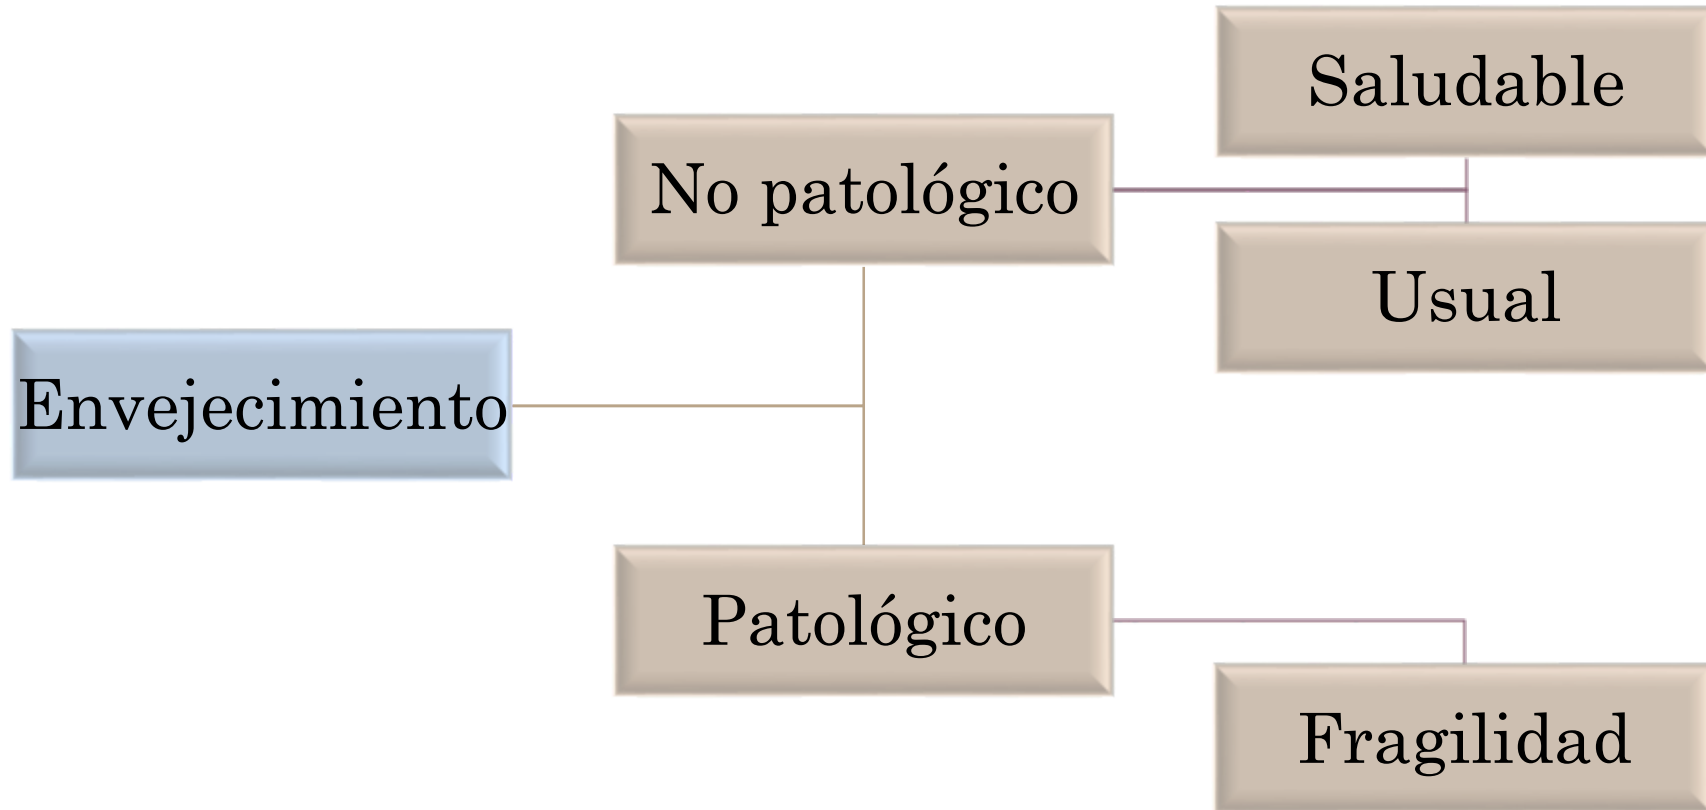 Saludable
No patológico
Usual
Envejecimiento
Patológico
Fragilidad